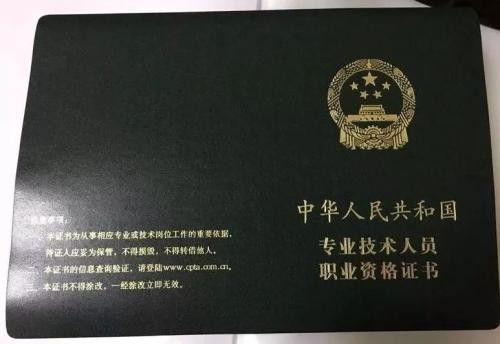 注意事项：
一、本证书为从事相应专业或技术岗位工作的重要依据，
持证人应妥为保管，不得损毁，不得转借他人。
二、本证书的信息查询验证，请登陆www.cpta.com.cn。
三、本证书不得涂改，一经涂改立即无效。
中华人民共和国
专业技术人员
职业资格证书